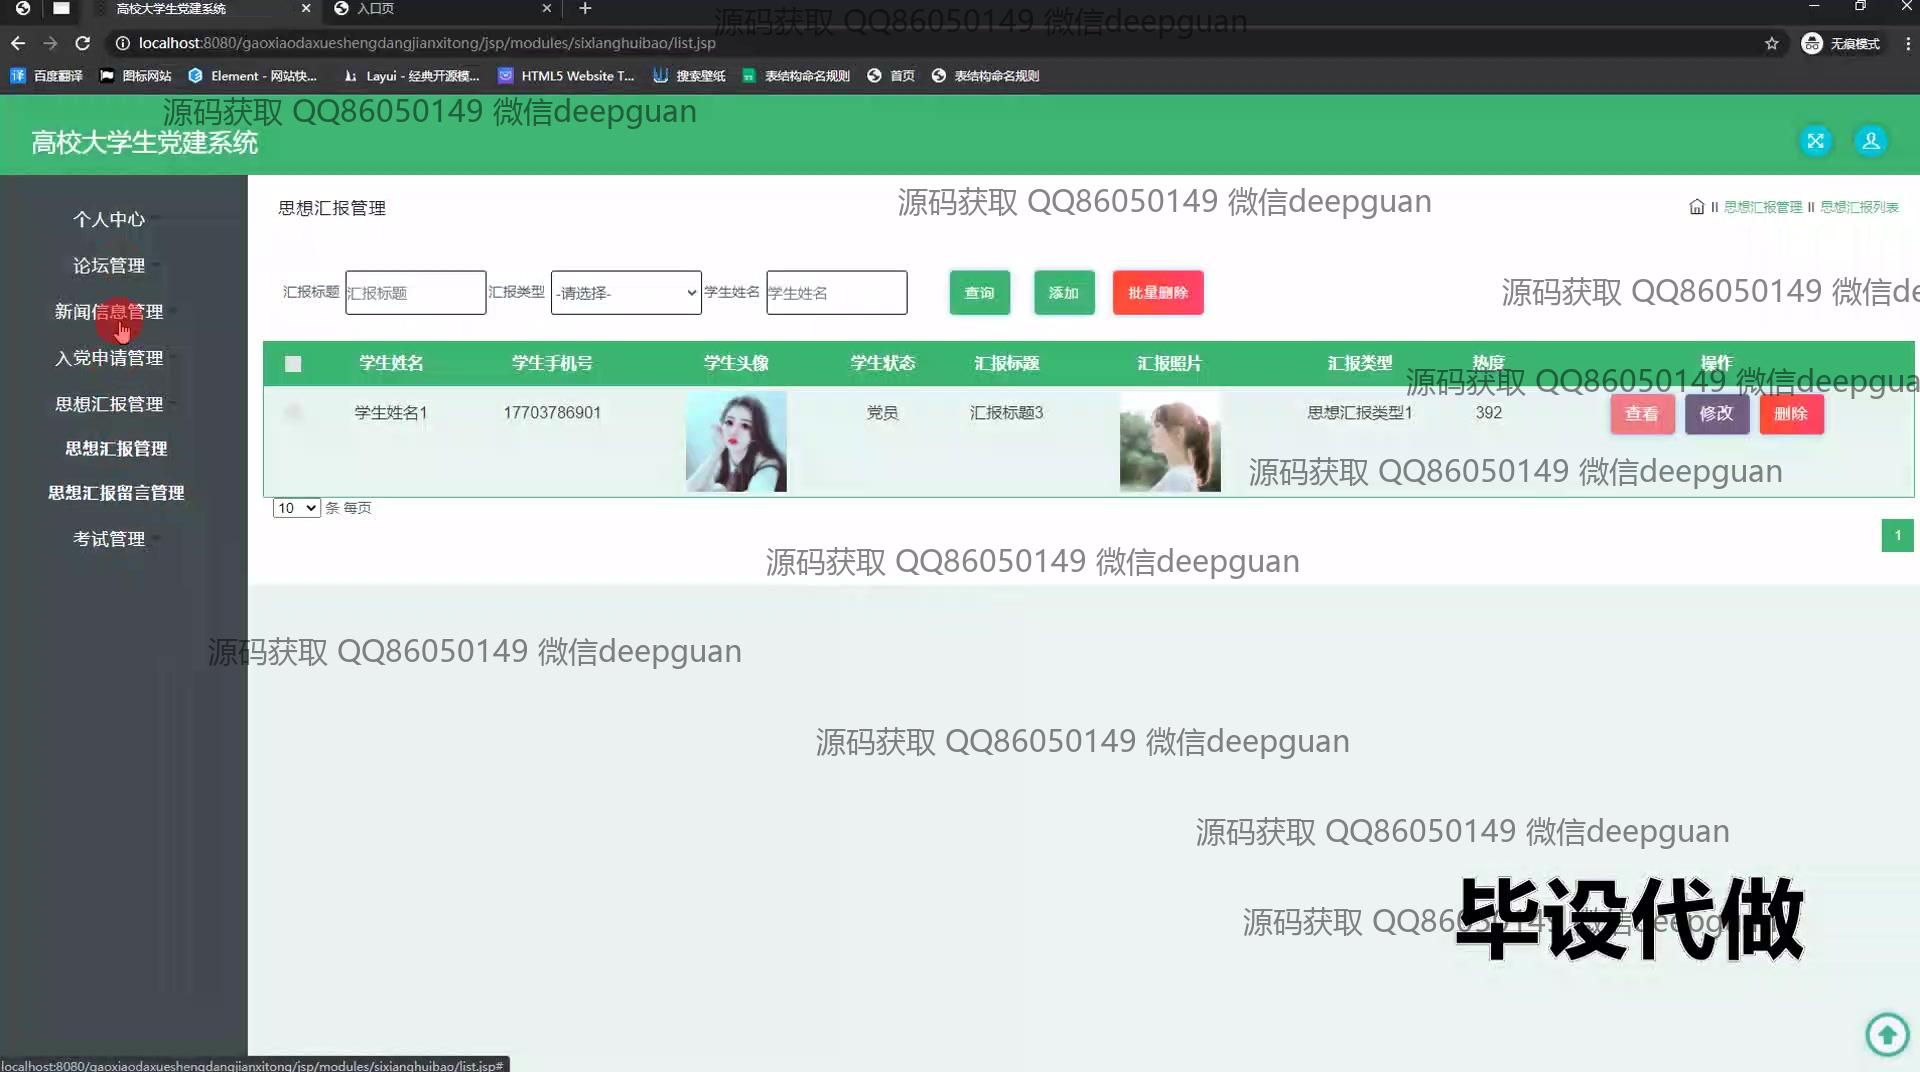 高校大学生党建系统
入口页
源码获取 QQ86050149 微信deepguan
localhost:8080/gaoxiaodaxueshengdangjianxitong/jsp/modules/sixianghuibao/list.jsp
无痕模式
百度翻译 图标网站 Element - 网站快... Layui - 经典开源模... HTML5 Website T... 搜索壁纸 表结构命名规则 首页 表结构命名规则
源码获取 QQ86050149 微信deepguan
高校大学生党建系统
个人中心
论坛管理
新闻信息管理
入党申请管理
思想汇报管理
思想汇报管理
思想汇报留言管理
考试管理
思想汇报管理
源码获取 QQ86050149 微信deepguan
思想汇报管理 思想汇报列表
源码获取 QQ86050149 微信de
汇报标题 汇报标题 汇报类型 -请选择- 学生姓名 学生姓名 查询 添加 批量删除
学生姓名 学生手机号 学生头像 学生状态 汇报标题 汇报照片 汇报类型 热度 操作
源码获取 QQ86050149 微信deepgua
学生姓名1 17703786901 党员 汇报标题3 思想汇报类型1 392 查看 修改 删除
源码获取 QQ86050149 微信deepguan
10 条 每页
1
源码获取 QQ86050149 微信deepguan
源码获取 QQ86050149 微信deepguan
源码获取 QQ86050149 微信deepguan
源码获取 QQ86050149 微信deepguan
源码获取 QQ86050149 微信deepguan
毕设代做
localhost:8080/gaoxiaodaxueshengdangjianxitong/jsp/modules/sixianghuibao/list.jsp#